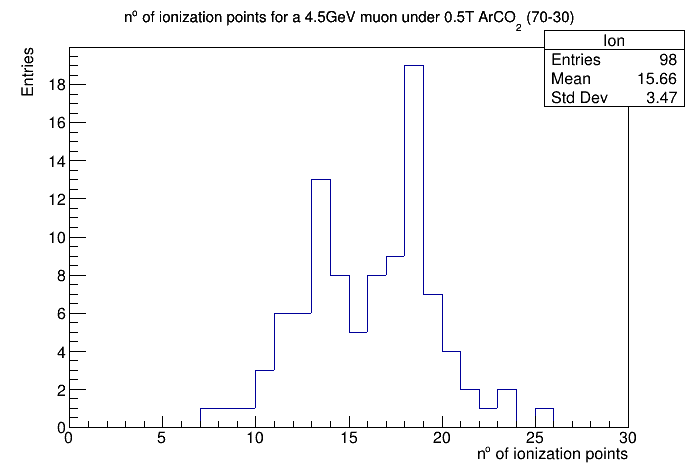 nº of ionization points for a 4.5GeV muon under 0.5T ArCO2 (70-30)
Ion
Entries 98
Mean 15.66
Std Dev 3.47
Entries
18
16
14
12
10
8
6
4
2
0
0 5 10 15 20 25 30
nº of ionization points